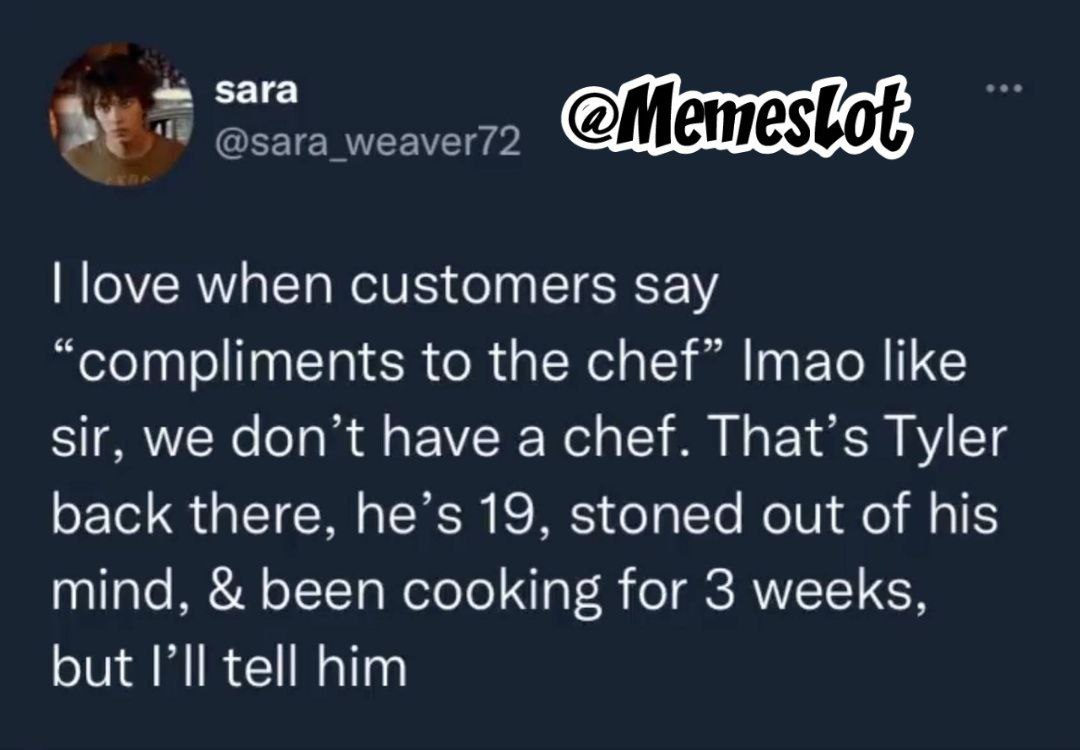 sara
@sara_weaver72
@MemesLot
I love when customers say
“compliments to the chef” lmao like
sir, we don’t have a chef. That’s Tyler
back there, he’s 19, stoned out of his
mind, & been cooking for 3 weeks,
but I’ll tell him